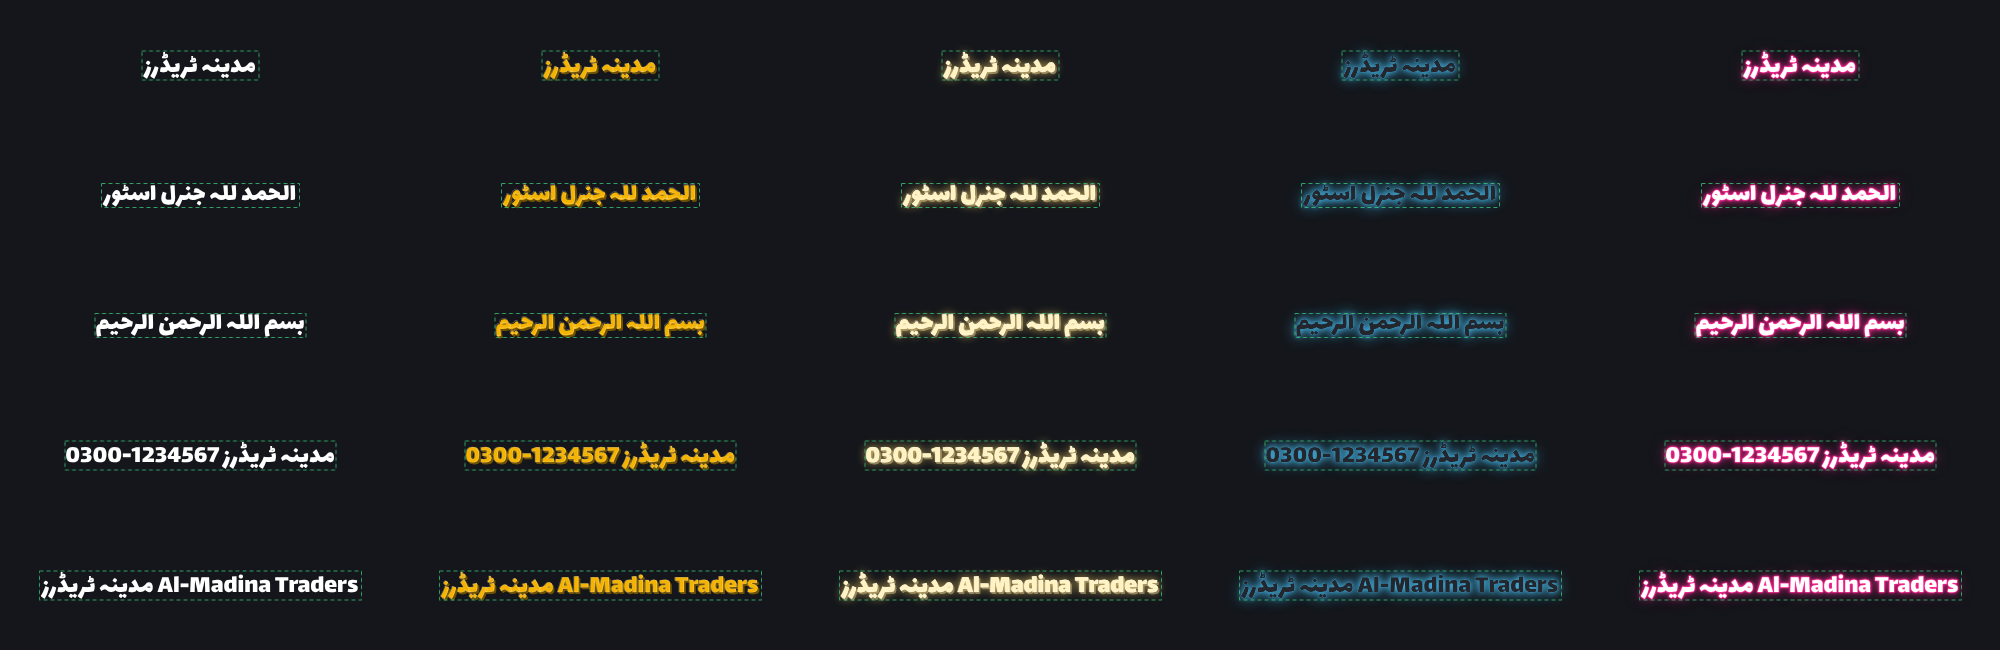 مدینہ ٹریڈرز مدینہ ٹریڈرز مدینہ ٹریڈرز مدینہ ٹریڈرز مدینہ ٹریڈرز
الحمد للہ جنرل اسٹور الحمد للہ جنرل اسٹور الحمد للہ جنرل اسٹور الحمد للہ جنرل اسٹور الحمد للہ جنرل اسٹور
بسم اللہ الرحمن الرحیم بسم اللہ الرحمن الرحیم بسم اللہ الرحمن الرحیم بسم اللہ الرحمن الرحیم بسم اللہ الرحمن الرحیم
مدینہ ٹریڈرز 0300-1234567 مدینہ ٹریڈرز 0300-1234567 مدینہ ٹریڈرز 0300-1234567 مدینہ ٹریڈرز 0300-1234567 مدینہ ٹریڈرز 0300-1234567
Al-Madina Traders مدینہ ٹریڈرز Al-Madina Traders مدینہ ٹریڈرز Al-Madina Traders مدینہ ٹریڈرز Al-Madina Traders مدینہ ٹریڈرز Al-Madina Traders مدینہ ٹریڈرز